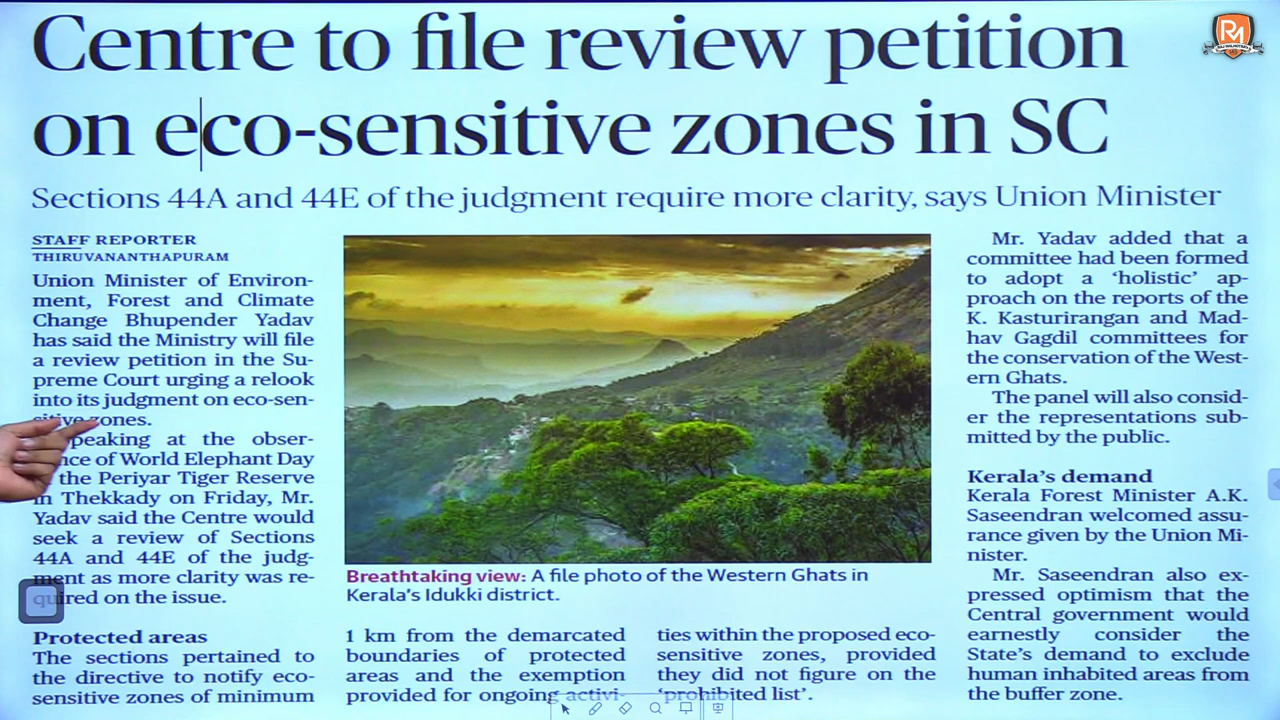 Centre to file review petition
on eco-sensitive zones in SC
Sections 44A and 44E of the judgment require more clarity, says Union Minister
STAFF REPORTER
THIRUVANANTHAPURAM
Union Minister of Environ-
ment, Forest and Climate
Change Bhupender Yadav
has said the Ministry will file
a review petition in the Su-
preme Court urging a relook
into its judgment on eco-sen-
sitive zones.
peaking at the obser-
nce of World Elephant Day
the Periyar Tiger Reserve
in Thekkady on Friday, Mr.
Yadav said the Centre would
seek a review of Sections
44A and 44E of the judg-
ment as more clarity was re-
quired on the issue.
Protected areas
The sections pertained to
the directive to notify eco-
sensitive zones of minimum
Breathtaking view: A file photo of the Western Ghats in
Kerala's Idukki district.
1 km from the demarcated
boundaries of protected
areas and the exemption
provided for ongoing activi-
ties within the proposed eco-
sensitive zones, provided
they did not figure on the
'prohibited list'.
Mr. Yadav added that a
committee had been formed
to adopt a 'holistic' ap-
proach on the reports of the
K. Kasturirangan and Mad-
hav Gagdil committees for
the conservation of the West-
ern Ghats.
The panel will also consid-
er the representations sub-
mitted by the public.
Kerala's demand
Kerala Forest Minister A.K.
Saseendran welcomed assu-
rance given by the Union Mi-
nister.
Mr. Saseendran also ex-
pressed optimism that the
Central government would
earnestly consider the
State's demand to exclude
human inhabited areas from
the buffer zone.